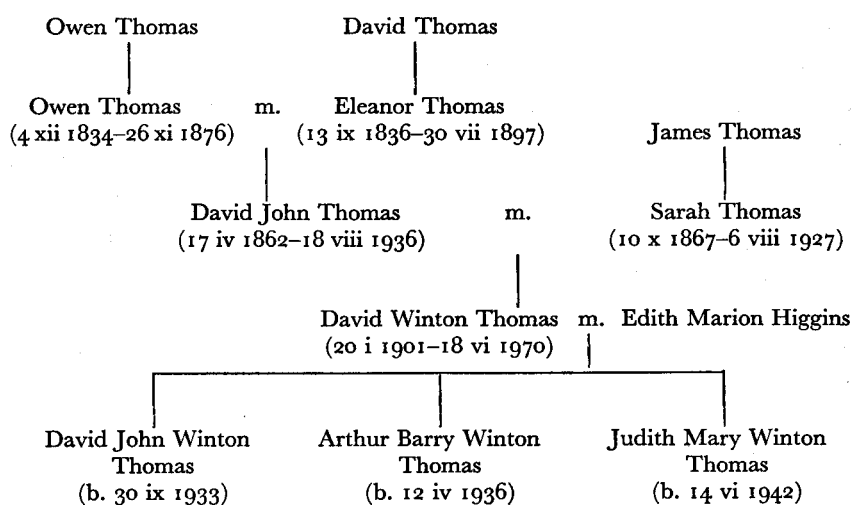 Owen Thomas David Thomas
Owen Thomas m. Eleanor Thomas
(4 xii 1834–26 xi 1876) (13 ix 1836–30 vii 1897)
James Thomas
David John Thomas m. Sarah Thomas
(17 iv 1862–18 viii 1936) (10 x 1867–6 viii 1927)
David Winton Thomas m. Edith Marion Higgins
(20 i 1901–18 vi 1970)
David John Winton Arthur Barry Winton Judith Mary Winton
Thomas Thomas Thomas
(b. 30 ix 1933) (b. 12 iv 1936) (b. 14 vi 1942)